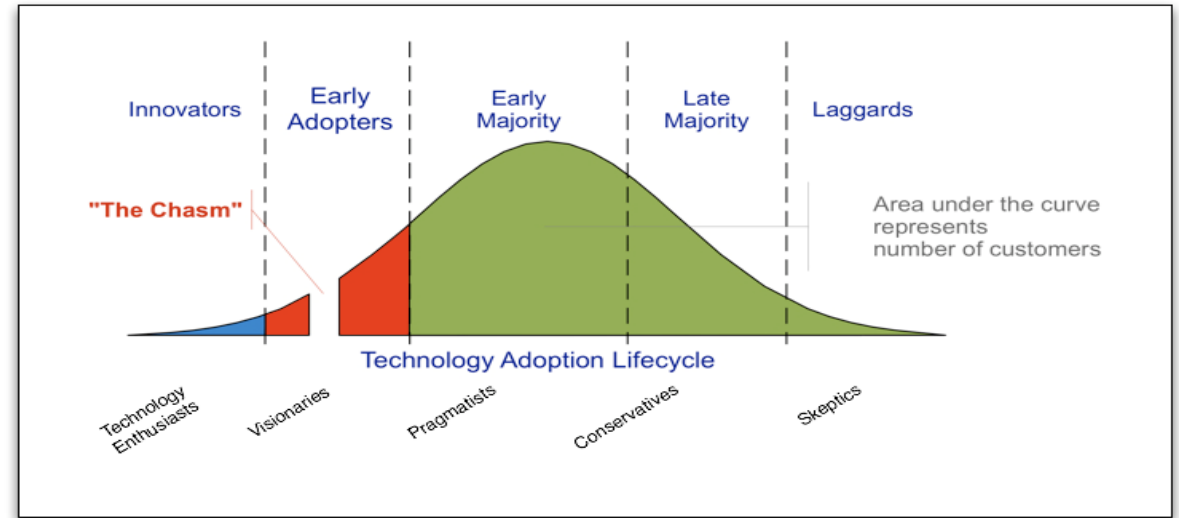 Innovators
Early
Adopters
Early
Majority
Late
Majority
Laggards
"The Chasm"
Area under the curve
represents
number of customers
Technology Adoption Lifecycle
Technology
Enthusiasts
Visionaries
Pragmatists
Conservatives
Skeptics